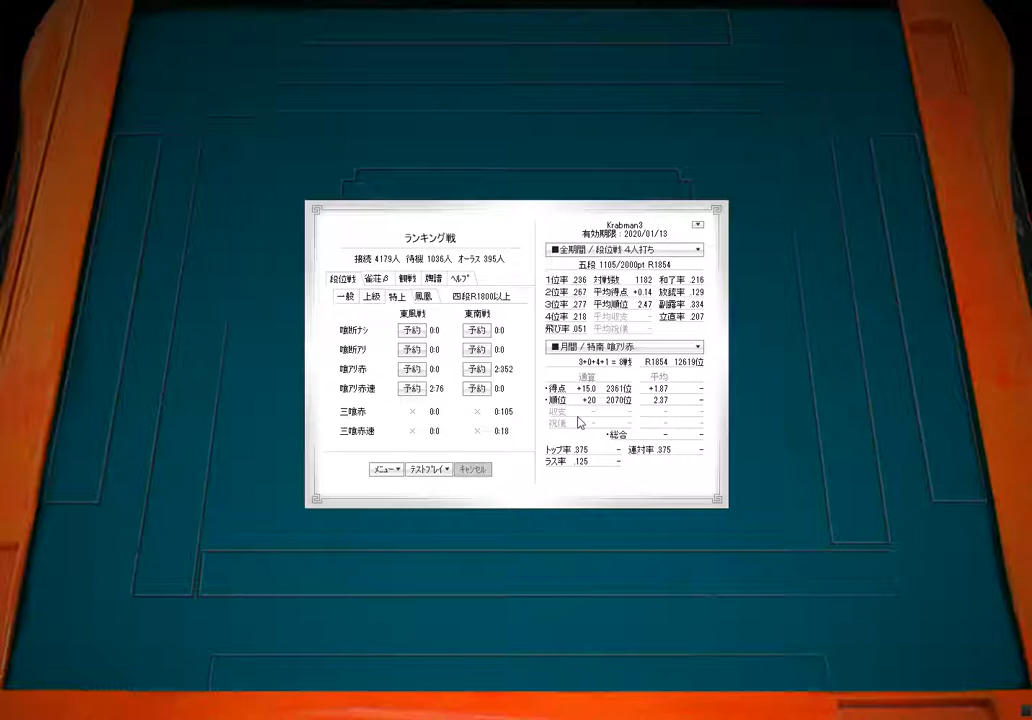 ランキング戦
接続 4179人 待機 1036人 オーラス 395人
段位戦 雀荘β 観戦 牌譜 ヘルプ
一般 上級 特上 鳳凰 四段R1800以上
東風戦 東南戦
喰断ナシ 予約 0:0 予約 0:0
喰断アリ 予約 0:0 予約 0:0
喰アリ赤 予約 0:0 予約 2:352
喰アリ赤速 予約 2:76 予約 0:0
三喰赤 × 0:0 × 0:105
三喰赤速 × 0:0 × 0:18
メニュー▼ テストプレイ▼ キャンセル
Krabman3
有効期限:2020/01/13
■全期間 / 段位戦 4人打ち
五段 1105/2000pt R1854
1位率 .236 対戦数 1182 和了率 .216
2位率 .267 平均得点 +0.14 放銃率 .129
3位率 .277 平均順位 2.47 副露率 .334
4位率 .218 平均収支 - 立直率 .207
飛び率 .051 平均祝儀 -
■月間 / 特南 喰アリ赤
3+0+4+1 = 8戦 R1854 12619位
通算 平均
・得点 +15.0 2361位 +1.87 -
・順位 +20 2070位 2.37 -
収支 - - - -
祝儀 - - - -
・総合 - -
トップ率 .375 - 連対率 .375 -
ラス率 .125 -